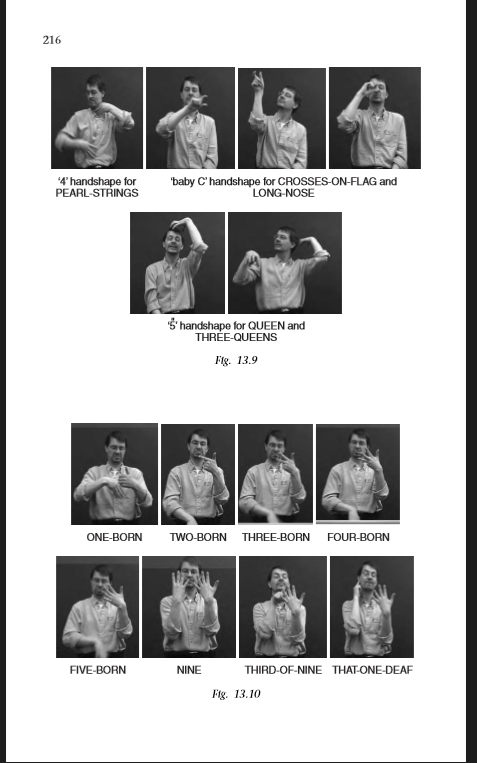 216
‘4’ handshape for
PEARL-STRINGS
‘baby C’ handshape for CROSSES-ON-FLAG and
LONG-NOSE
‘5̈’ handshape for QUEEN and
THREE-QUEENS
Fig. 13.9
ONE-BORN TWO-BORN THREE-BORN FOUR-BORN
FIVE-BORN NINE THIRD-OF-NINE THAT-ONE-DEAF
Fig. 13.10